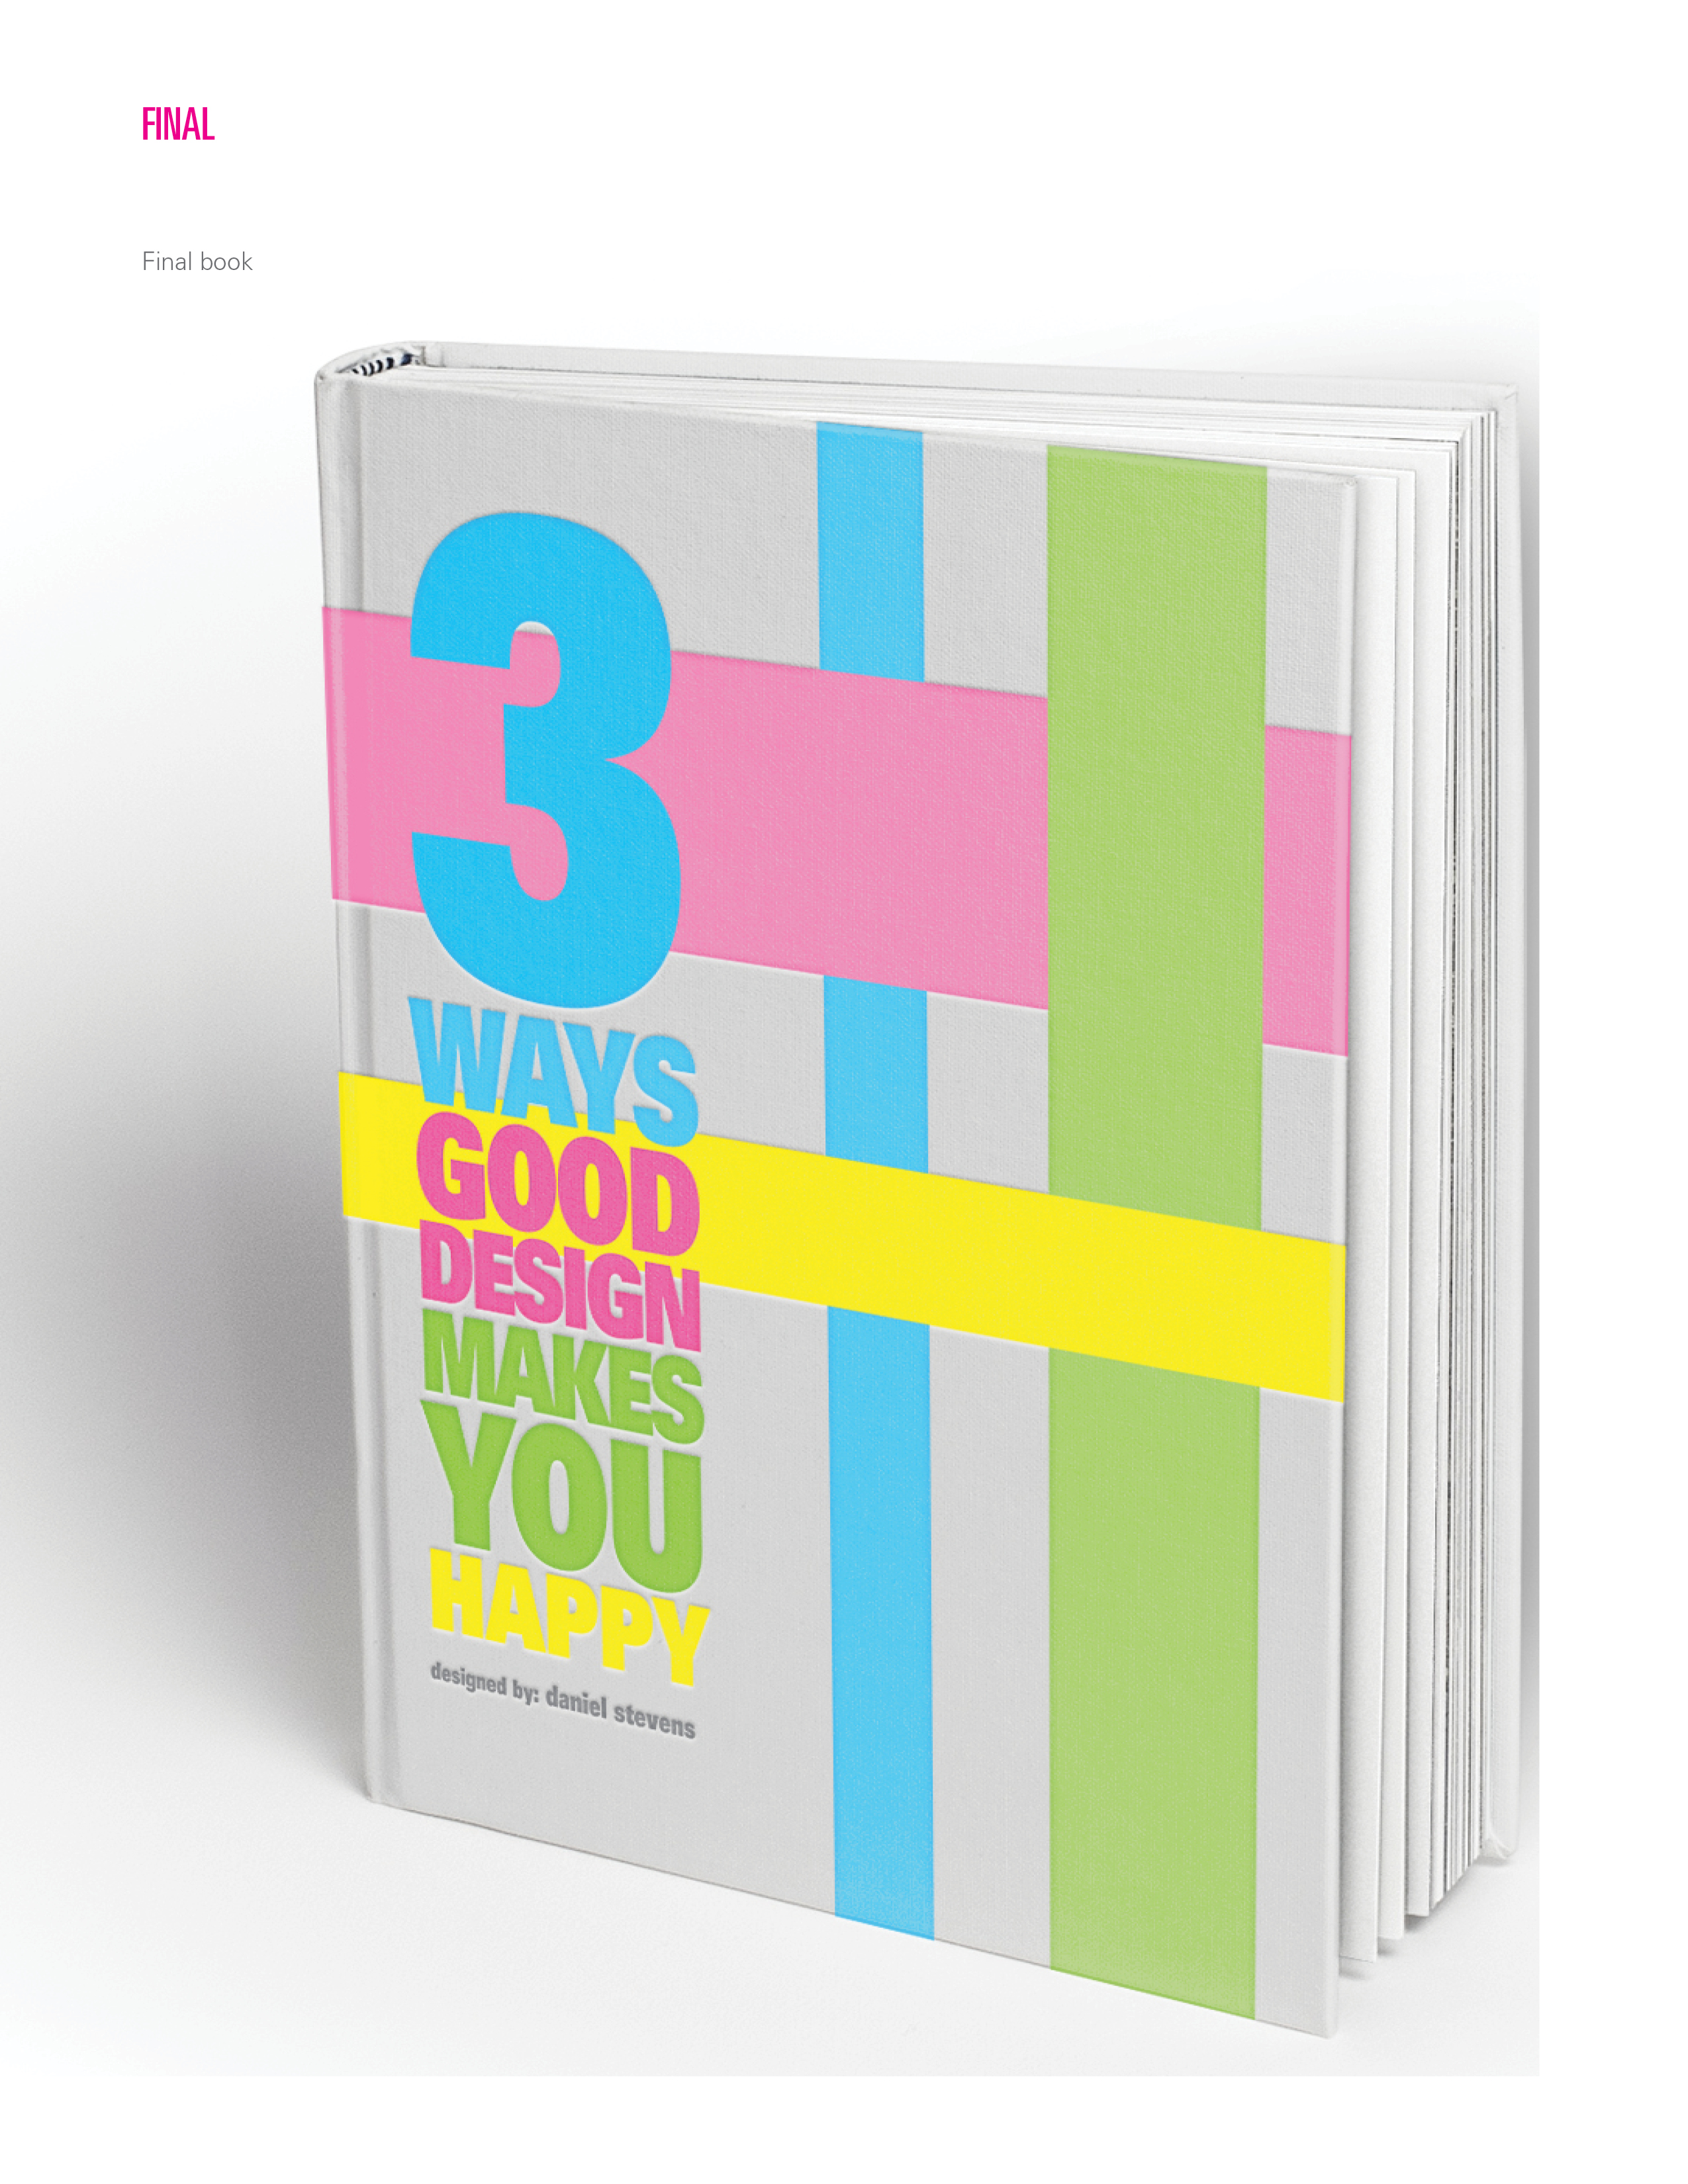 FINAL
Final book
3
WAYS
GOOD
DESIGN
MAKES
YOU
HAPPY
designed by: daniel stevens